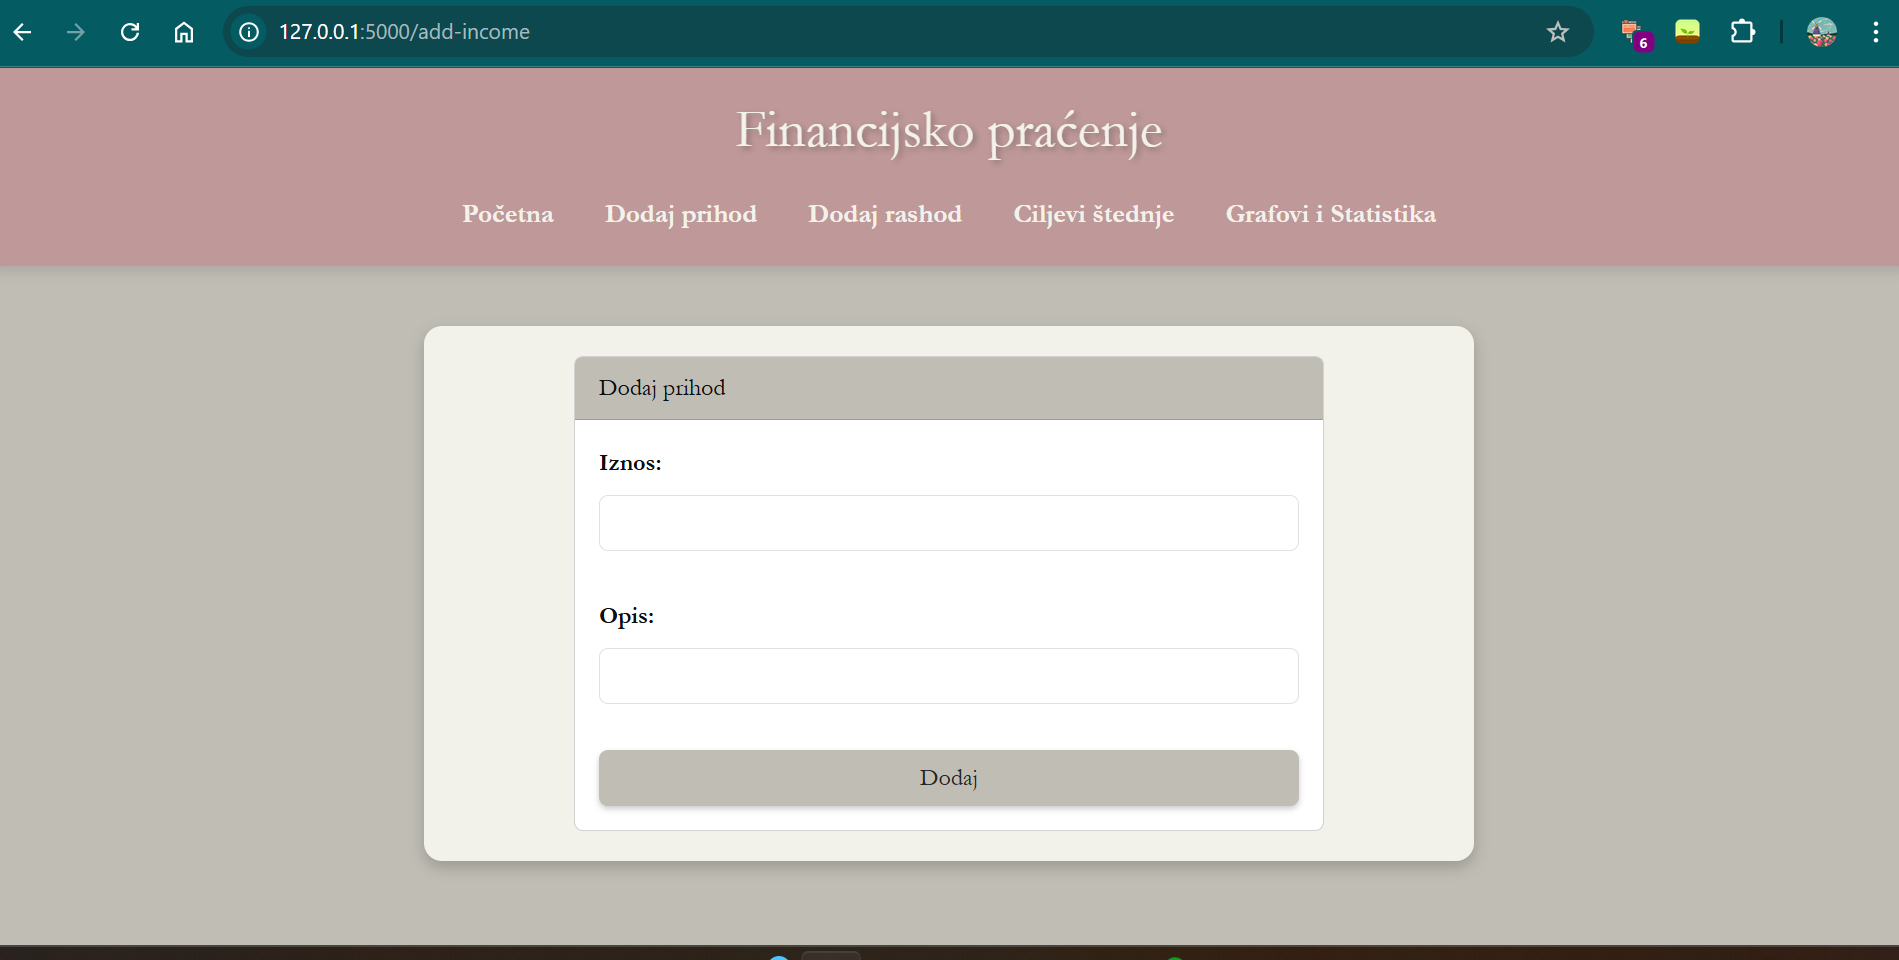 127.0.0.1:5000/add-income
6
Financijsko praćenje
Početna Dodaj prihod Dodaj rashod Ciljevi štednje Grafovi i Statistika
Dodaj prihod
Iznos:
Opis:
Dodaj